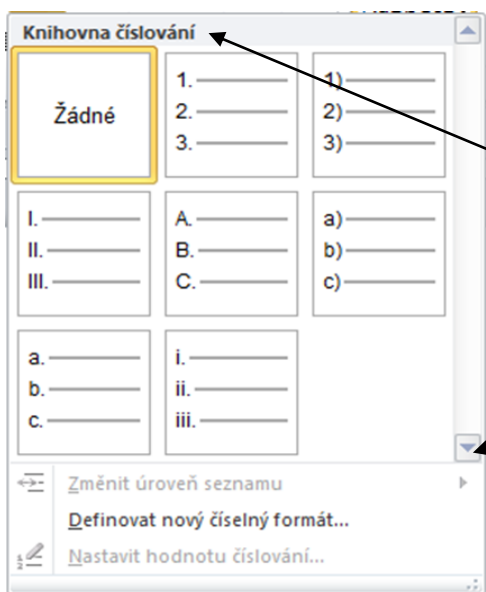 Knihovna číslování
Žádné
1.
2.
3.
1)
2)
3)
I.
II.
III.
A.
B.
C.
a)
b)
c)
a.
b.
c.
i.
ii.
iii.
Změnit úroveň seznamu
Definovat nový číselný formát...
Nastavit hodnotu číslování...